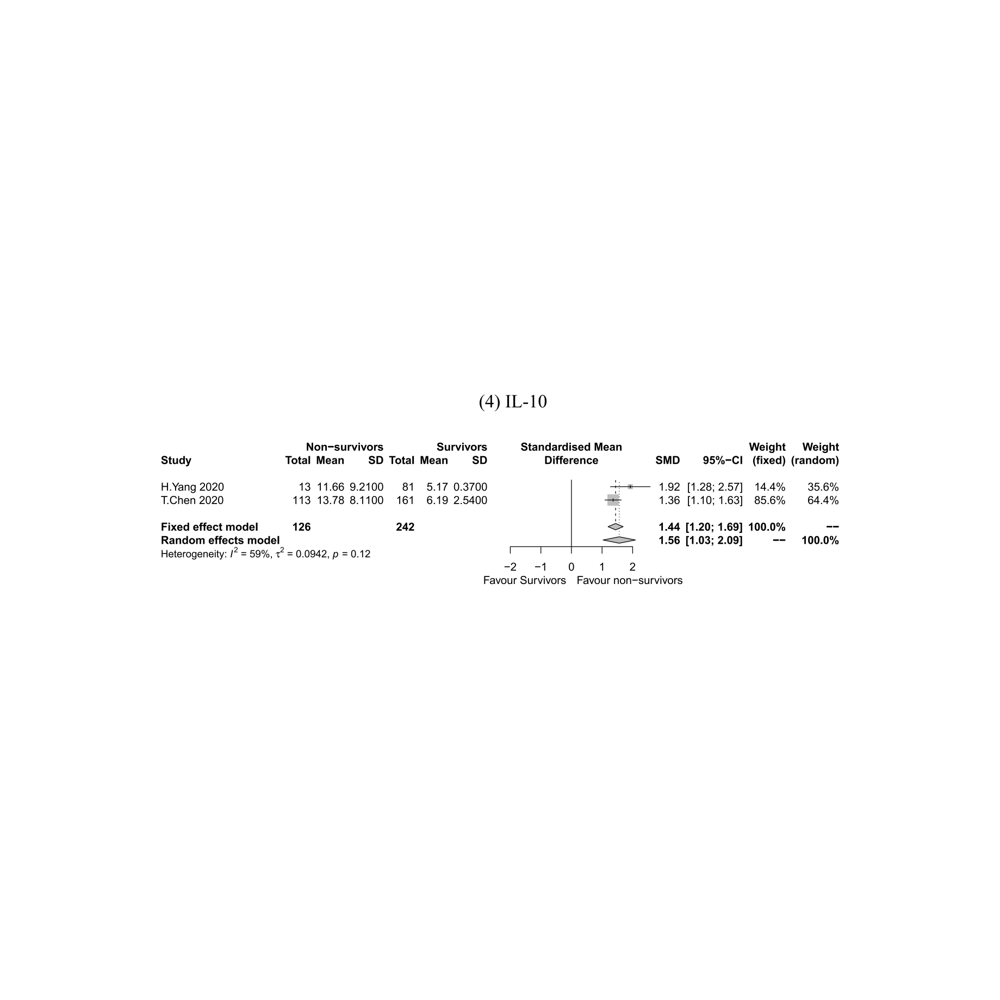 (4) IL-10
Non−survivors Survivors Standardised Mean Weight Weight
Study Total Mean SD Total Mean SD Difference SMD 95%−CI (fixed) (random)
H.Yang 2020 13 11.66 9.2100 81 5.17 0.3700 1.92 [1.28; 2.57] 14.4% 35.6%
T.Chen 2020 113 13.78 8.1100 161 6.19 2.5400 1.36 [1.10; 1.63] 85.6% 64.4%
Fixed effect model 126 242 1.44 [1.20; 1.69] 100.0% −−
Random effects model 1.56 [1.03; 2.09] −− 100.0%
Heterogeneity: I² = 59%, τ² = 0.0942, p = 0.12
−2 −1 0 1 2
Favour Survivors Favour non−survivors